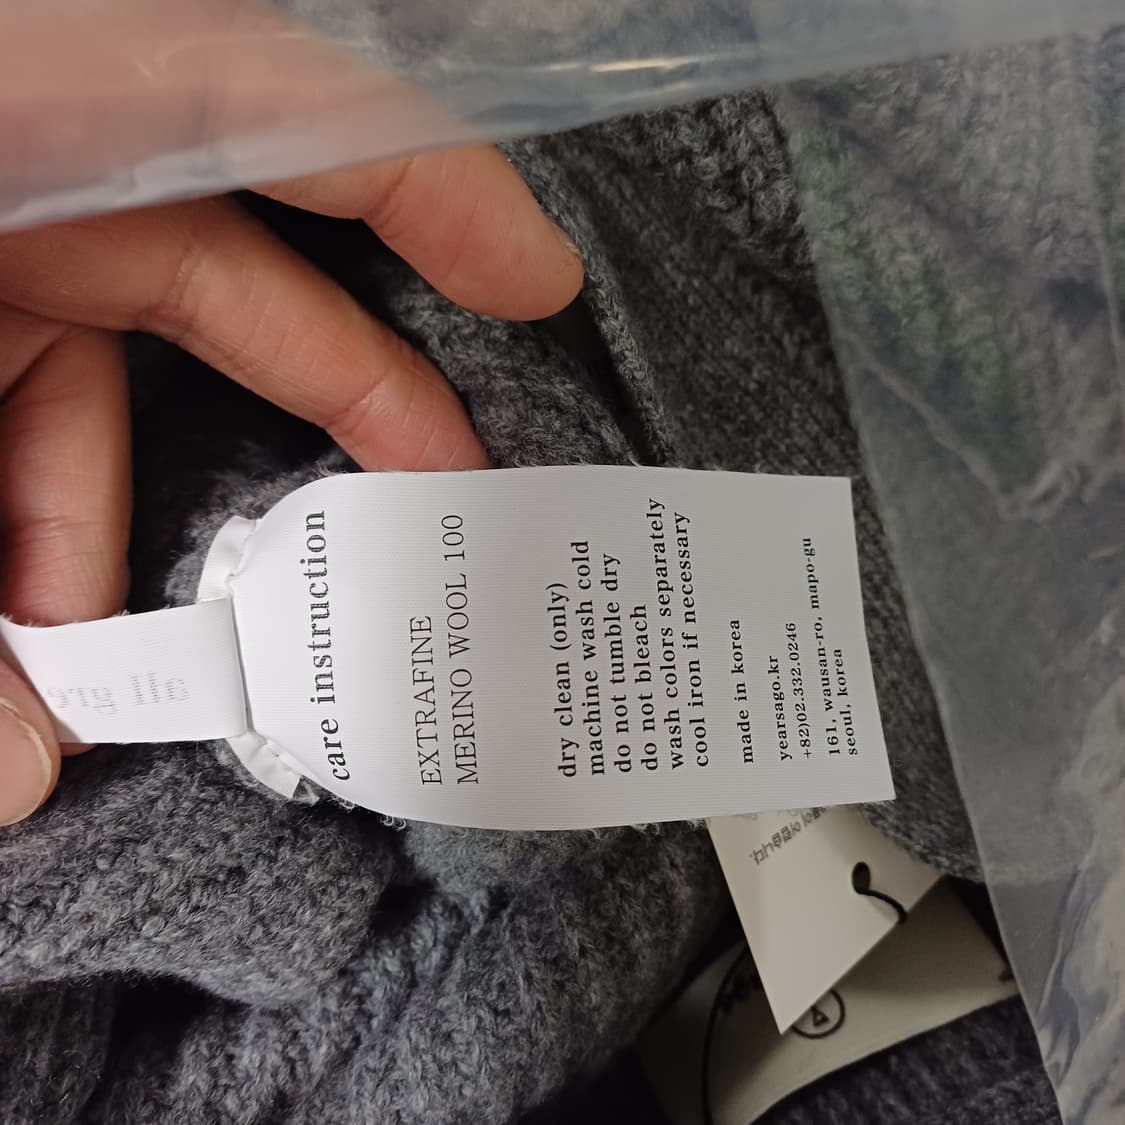 care instruction
EXTRAFINE
MERINO WOOL 100
dry clean (only)
machine wash cold
do not tumble dry
do not bleach
wash colors separately
cool iron if necessary
made in korea
yearsago.kr
+82)02.332.0246
161, wausan-ro, mapo-gu
seoul, korea